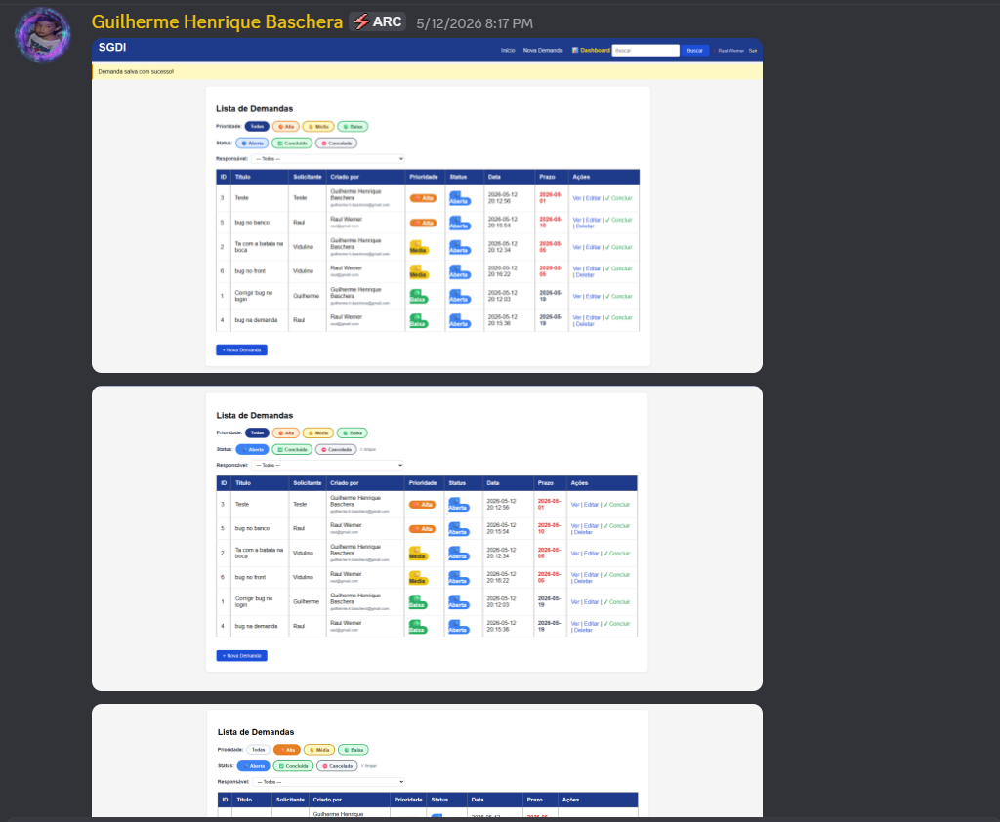 Guilherme Henrique Baschera ARC 5/12/2026 8:17 PM
SGDI Início Nova Demanda Dashboard Buscar Buscar Raul Werner Sair
Demanda salva com sucesso!
Lista de Demandas
Prioridade: Todas Alta Média Baixa
Status: Aberta Concluída Cancelada
Responsável: — Todos —
ID Título Solicitante Criado por Prioridade Status Data Prazo Ações
3 Teste Teste Guilherme Henrique Baschera guilherme.h.baschera@gmail.com Alta Aberta 2026-05-12 20:12:56 2026-05-01 Ver | Editar | ✓ Concluir
5 bug no banco Raul Raul Werner raul@gmail.com Alta Aberta 2026-05-12 20:15:54 2026-05-10 Ver | Editar | ✓ Concluir | Deletar
2 Ta com a batata na boca Vidulino Guilherme Henrique Baschera guilherme.h.baschera@gmail.com Média Aberta 2026-05-12 20:12:34 2026-05-05 Ver | Editar | ✓ Concluir
6 bug no front Vidulino Raul Werner raul@gmail.com Média Aberta 2026-05-12 20:16:22 2026-05-05 Ver | Editar | ✓ Concluir | Deletar
1 Corrigir bug no login Guilherme Guilherme Henrique Baschera guilherme.h.baschera@gmail.com Baixa Aberta 2026-05-12 20:12:03 2026-05-19 Ver | Editar | ✓ Concluir
4 bug na demanda Raul Raul Werner raul@gmail.com Baixa Aberta 2026-05-12 20:15:36 2026-05-19 Ver | Editar | ✓ Concluir | Deletar
+ Nova Demanda
Lista de Demandas
Prioridade: Todas Alta Média Baixa
Status: Aberta Concluída Cancelada limpar
Responsável: — Todos —
ID Título Solicitante Criado por Prioridade Status Data Prazo Ações
3 Teste Teste Guilherme Henrique Baschera guilherme.h.baschera@gmail.com Alta Aberta 2026-05-12 20:12:56 2026-05-01 Ver | Editar | ✓ Concluir
5 bug no banco Raul Raul Werner raul@gmail.com Alta Aberta 2026-05-12 20:15:54 2026-05-10 Ver | Editar | ✓ Concluir | Deletar
2 Ta com a batata na boca Vidulino Guilherme Henrique Baschera guilherme.h.baschera@gmail.com Média Aberta 2026-05-12 20:12:34 2026-05-05 Ver | Editar | ✓ Concluir
6 bug no front Vidulino Raul Werner raul@gmail.com Média Aberta 2026-05-12 20:16:22 2026-05-05 Ver | Editar | ✓ Concluir | Deletar
1 Corrigir bug no login Guilherme Guilherme Henrique Baschera guilherme.h.baschera@gmail.com Baixa Aberta 2026-05-12 20:12:03 2026-05-19 Ver | Editar | ✓ Concluir
4 bug na demanda Raul Raul Werner raul@gmail.com Baixa Aberta 2026-05-12 20:15:36 2026-05-19 Ver | Editar | ✓ Concluir | Deletar
+ Nova Demanda
Lista de Demandas
Prioridade: Todas Alta Média Baixa
Status: Aberta Concluída Cancelada limpar
Responsável: — Todos —
ID Título Solicitante Criado por Prioridade Status Data Prazo Ações
Guilherme Henrique